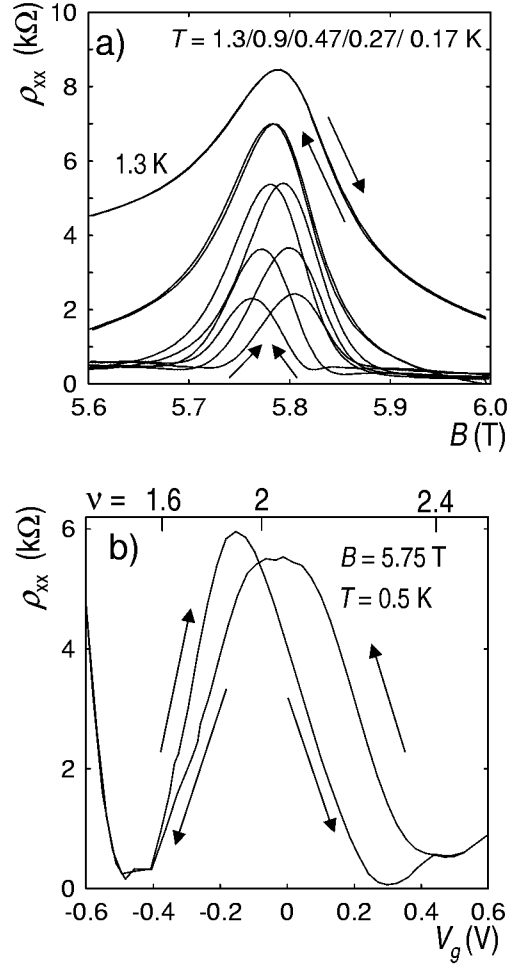 a)
T = 1.3/0.9/0.47/0.27/ 0.17 K
ρxx (kΩ)
10
8
6
4
2
0
1.3 K
5.6 5.7 5.8 5.9 6.0
B (T)
ν = 1.6 2 2.4
b)
B = 5.75 T
T = 0.5 K
ρxx (kΩ)
6
4
2
0
-0.6 -0.4 -0.2 0 0.2 0.4 0.6
Vg (V)